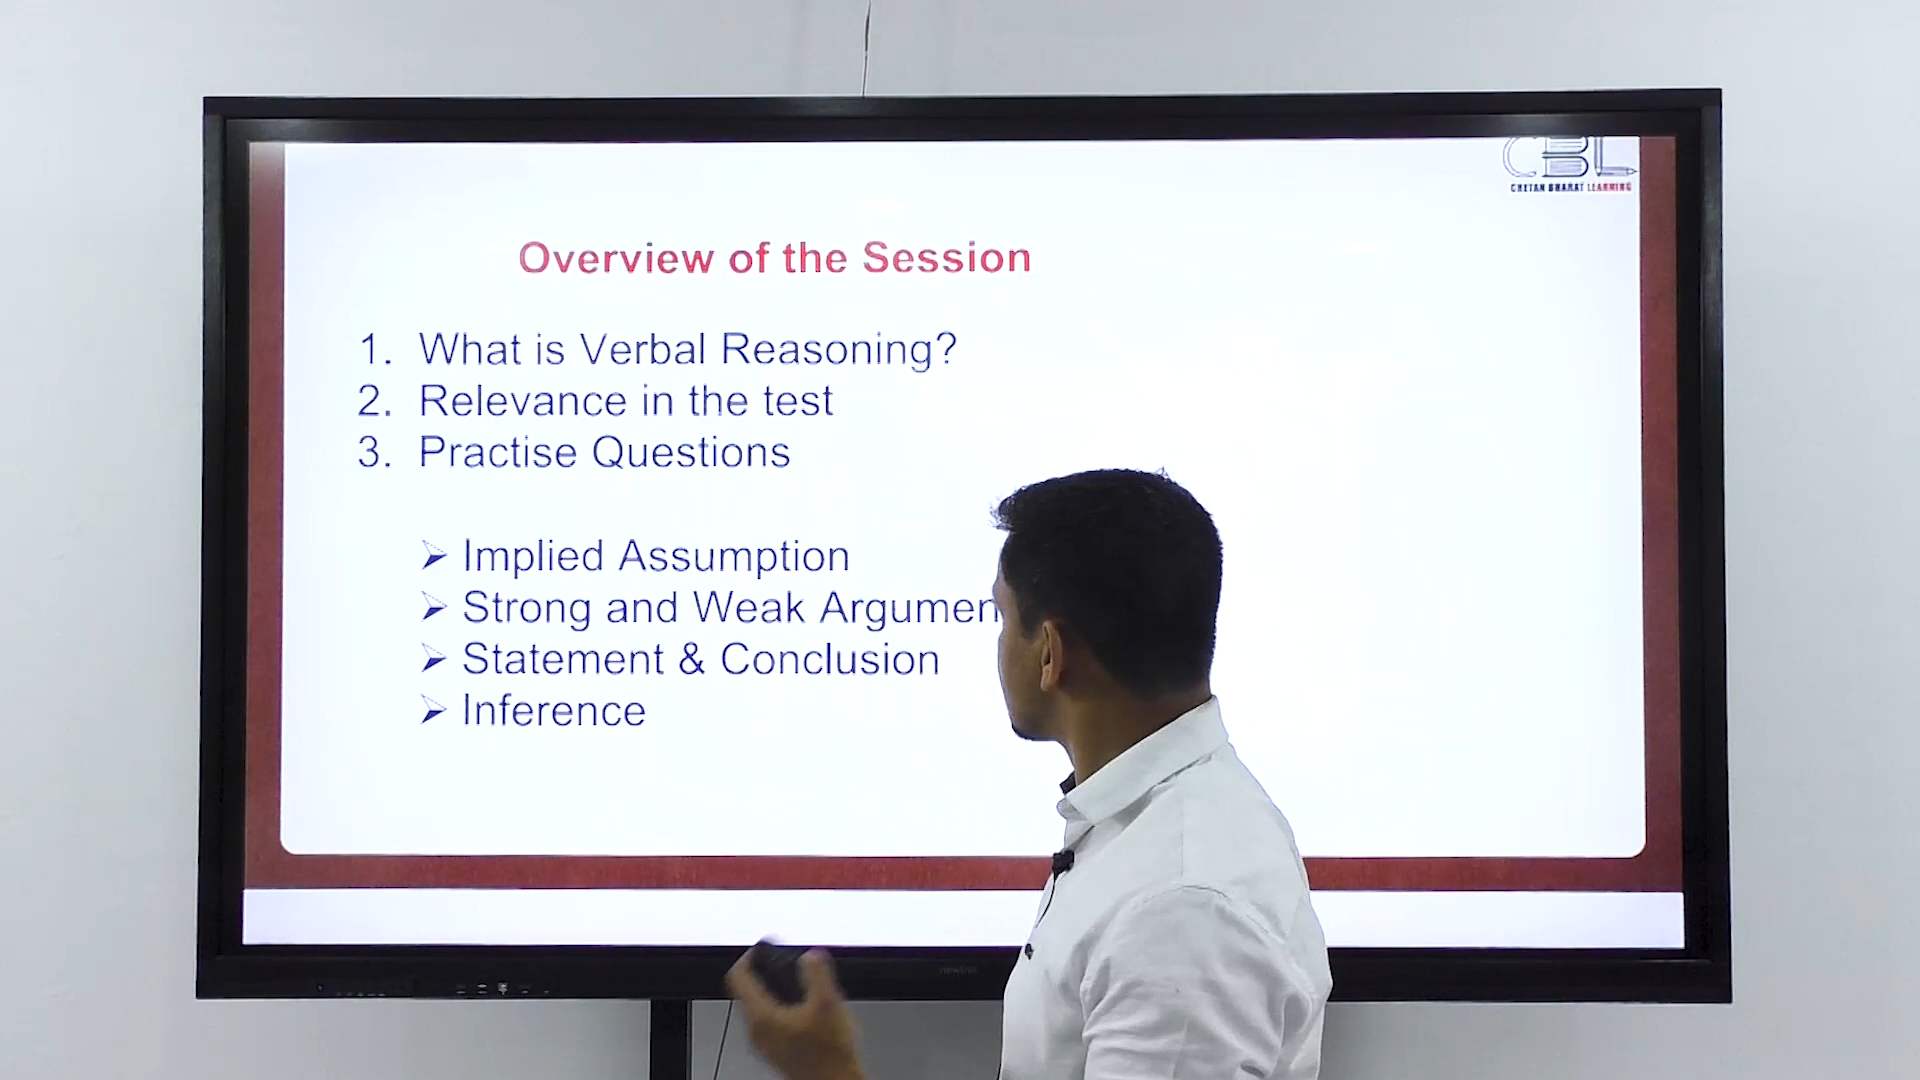 CBL
CHETAN BHARAT LEARNING
Overview of the Session
1. What is Verbal Reasoning?
2. Relevance in the test
3. Practise Questions
➢ Implied Assumption
➢ Strong and Weak Argumen
➢ Statement & Conclusion
➢ Inference